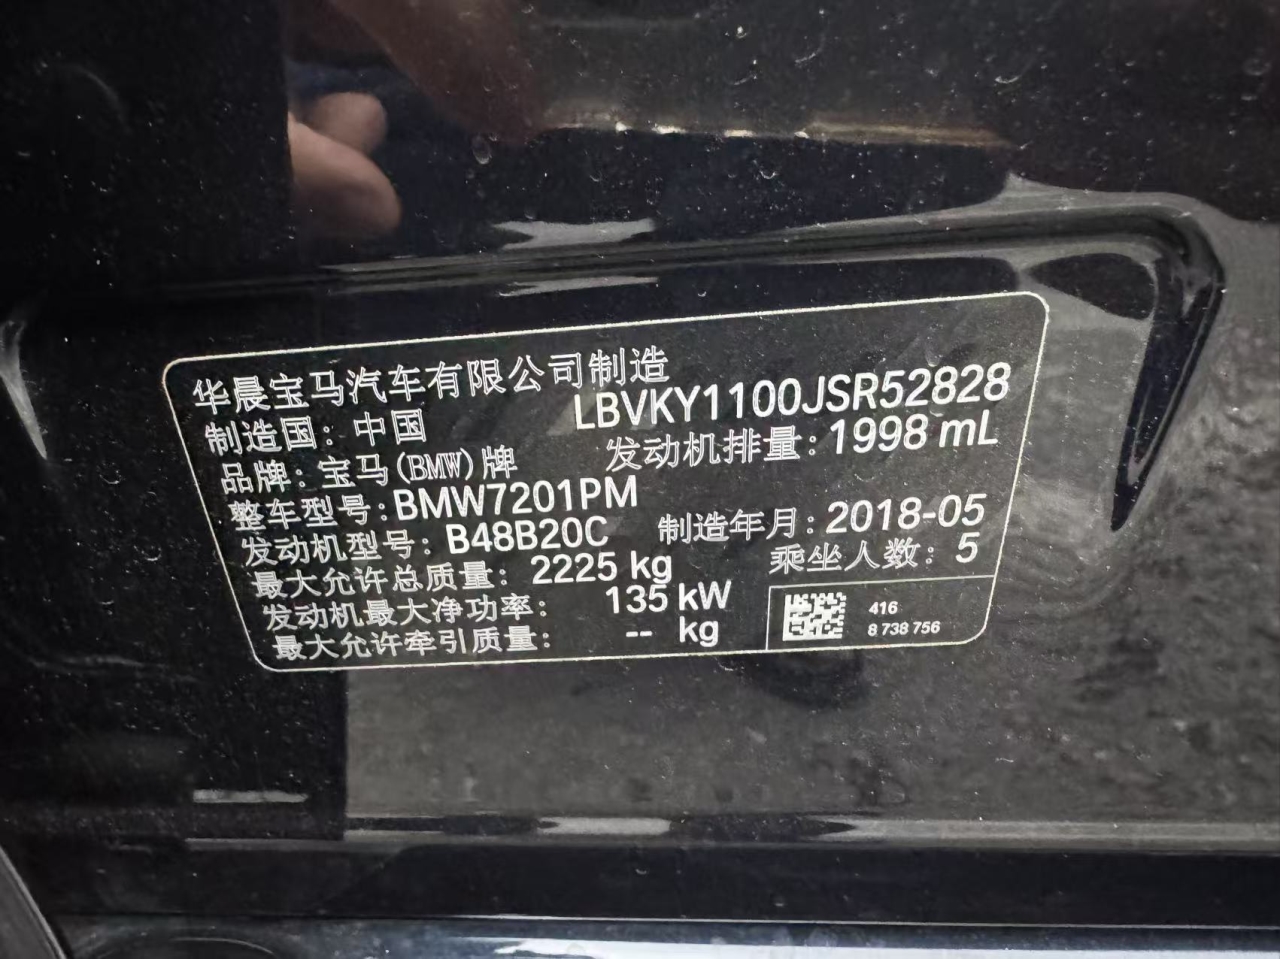 华晨宝马汽车有限公司制造
LBVKY1100JSR52828
制造国：中国
发动机排量：1998 mL
品牌：宝马(BMW)牌
整车型号：BMW7201PM
制造年月：2018-05
发动机型号：B48B20C
乘坐人数：5
最大允许总质量：2225 kg
发动机最大净功率：135 kW
最大允许牵引质量：-- kg
416
8 738 756